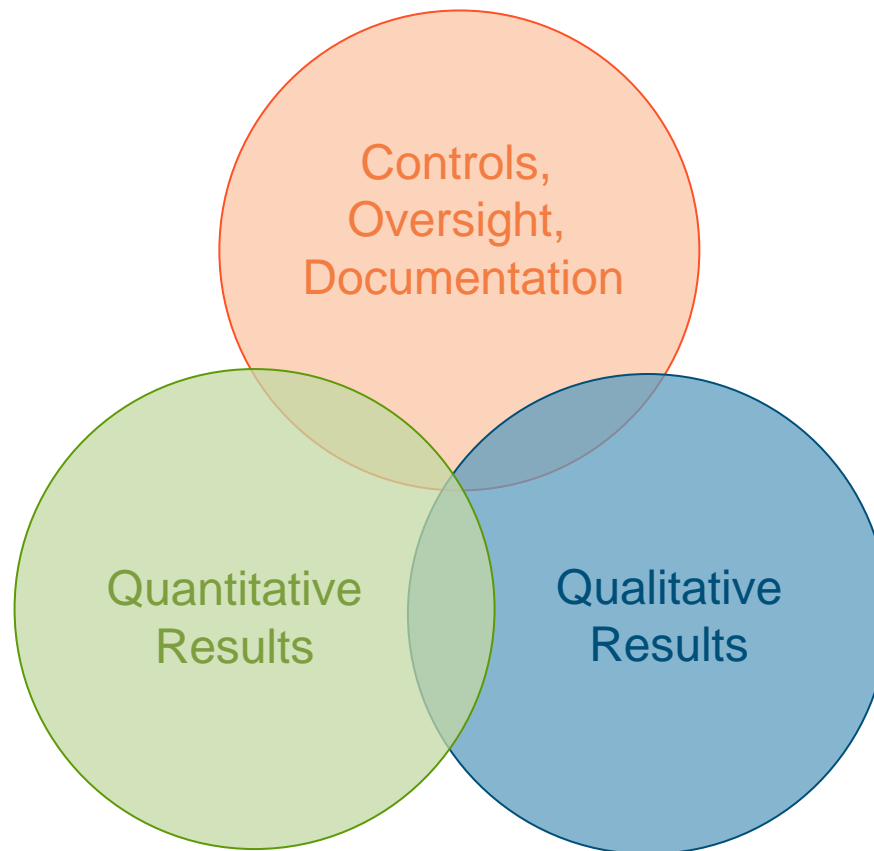 Controls,
Oversight,
Documentation
Quantitative
Results
Qualitative
Results